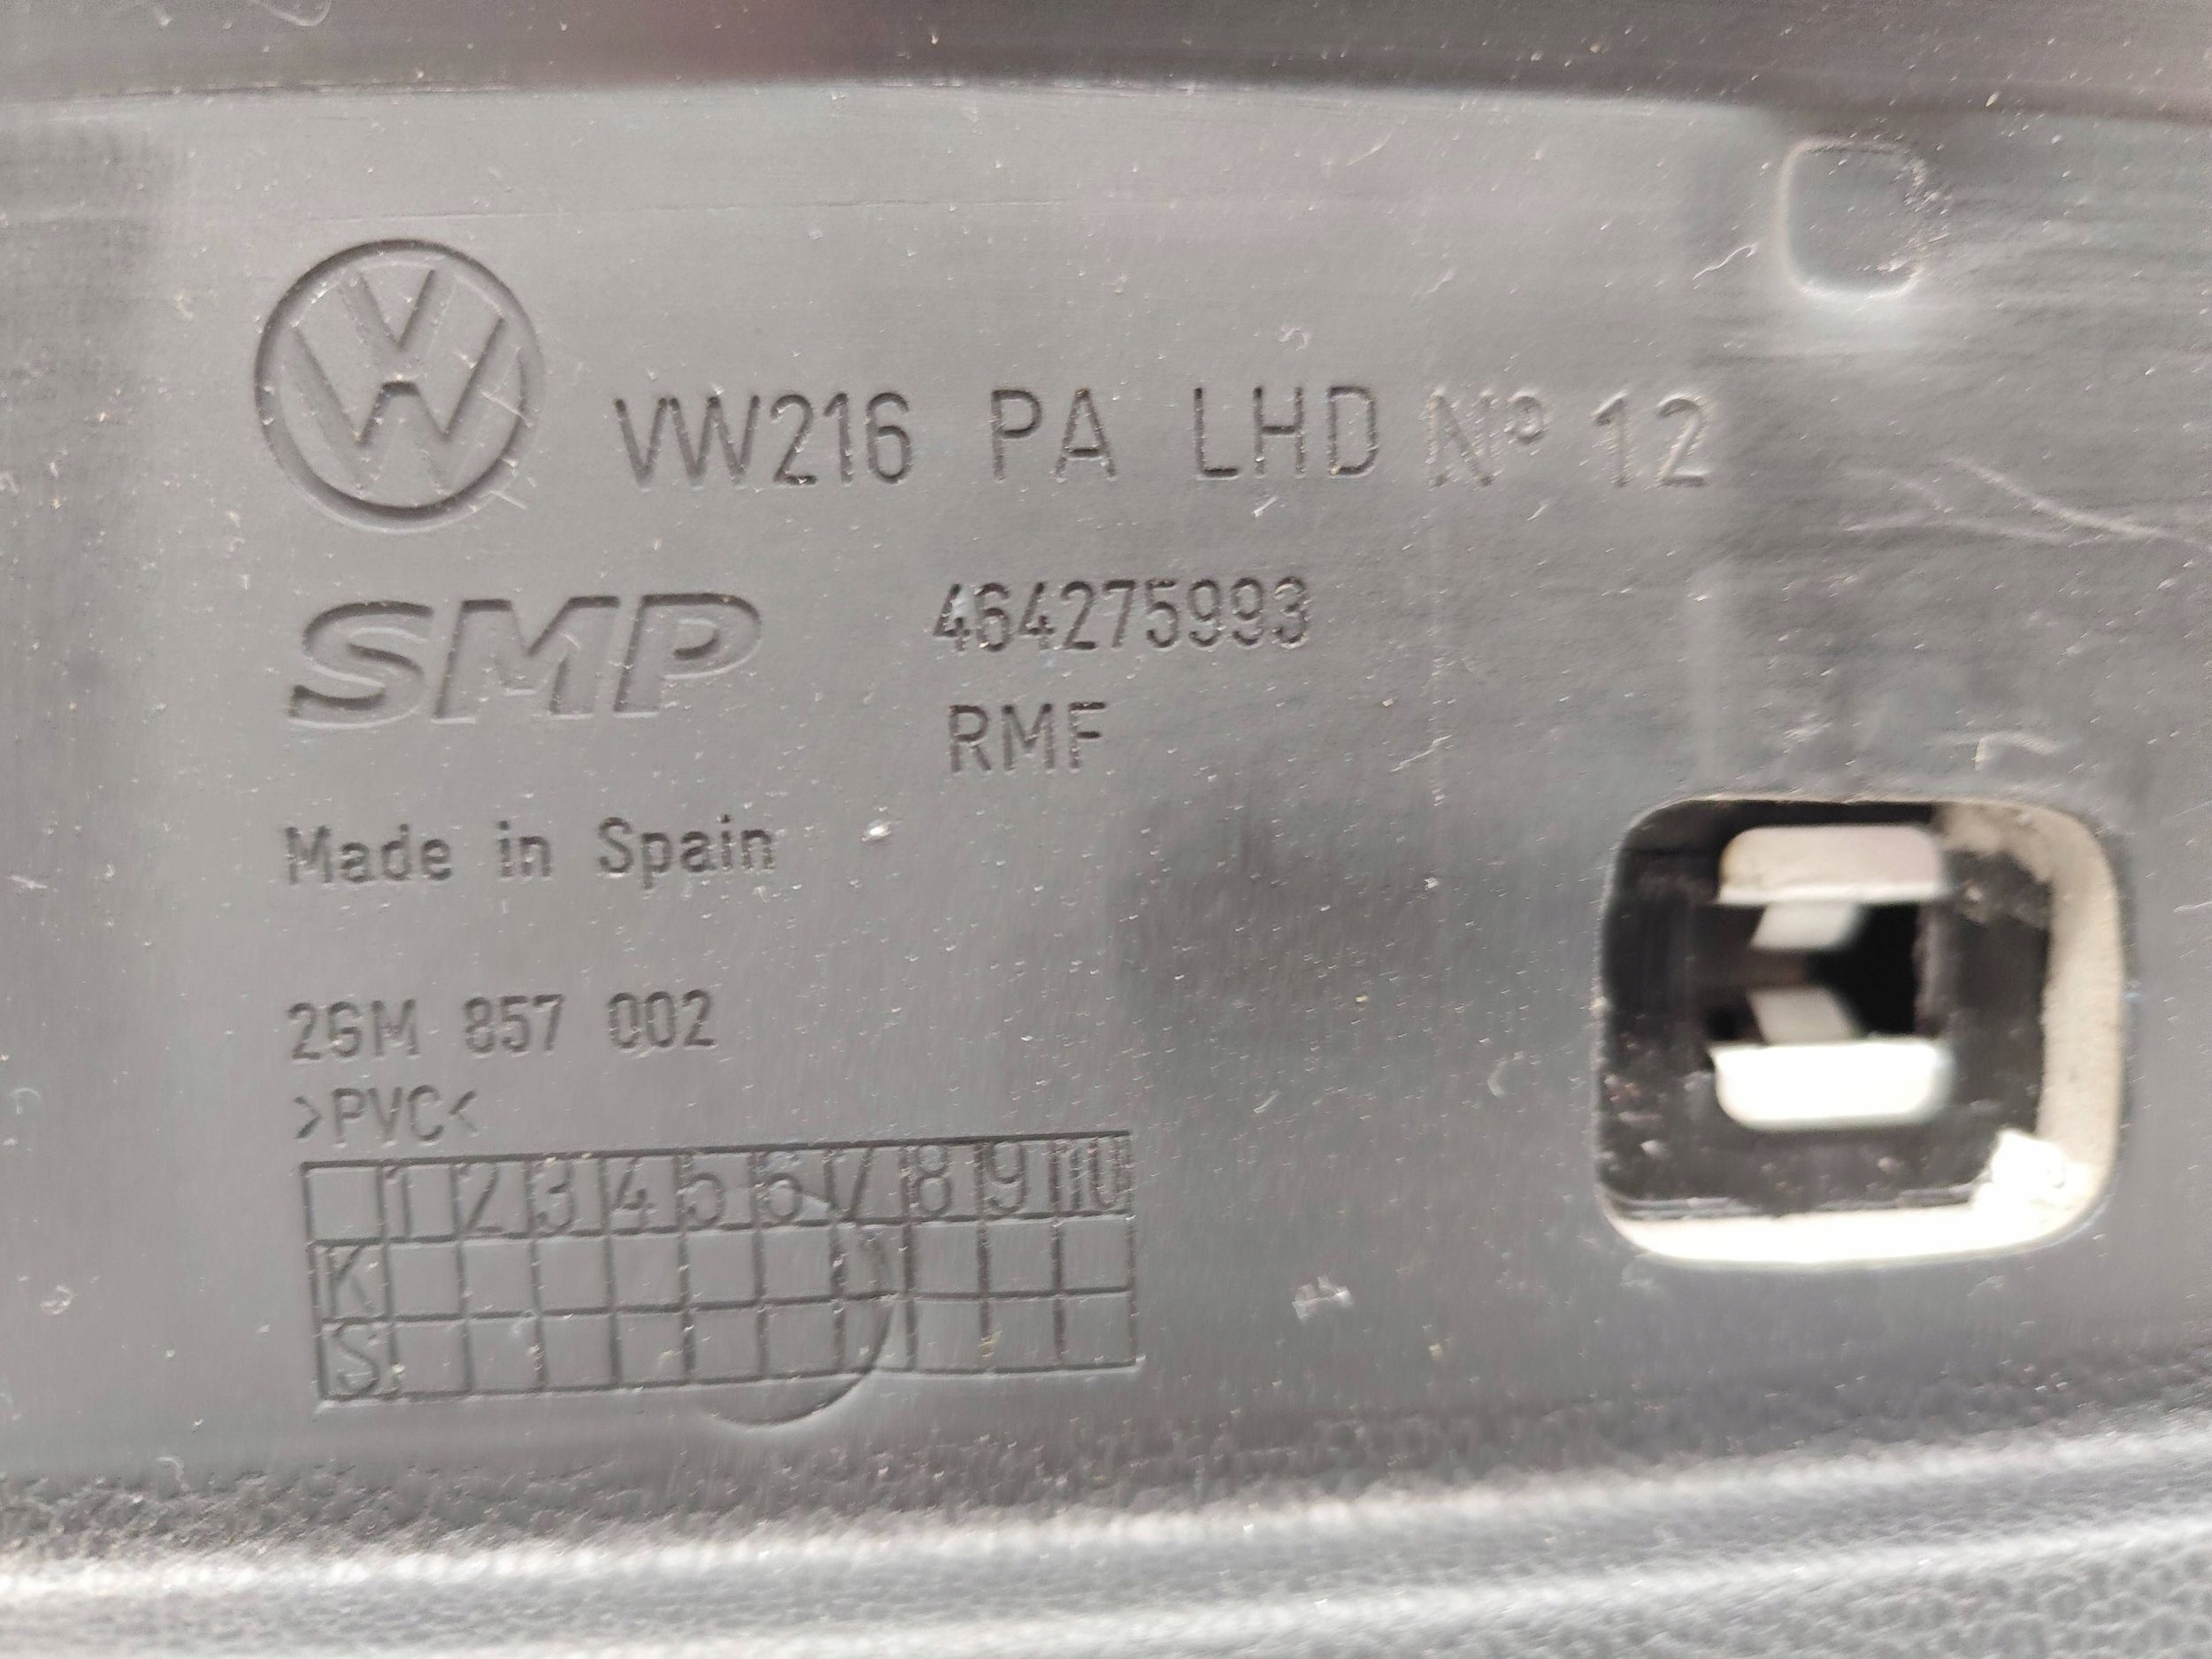 VW216 PA LHD Nº 12
SMP 464275993
RMF
Made in Spain
2GM 857 002
>PVC<
1 2 3 4 5 6 7 8 9 10
K
S